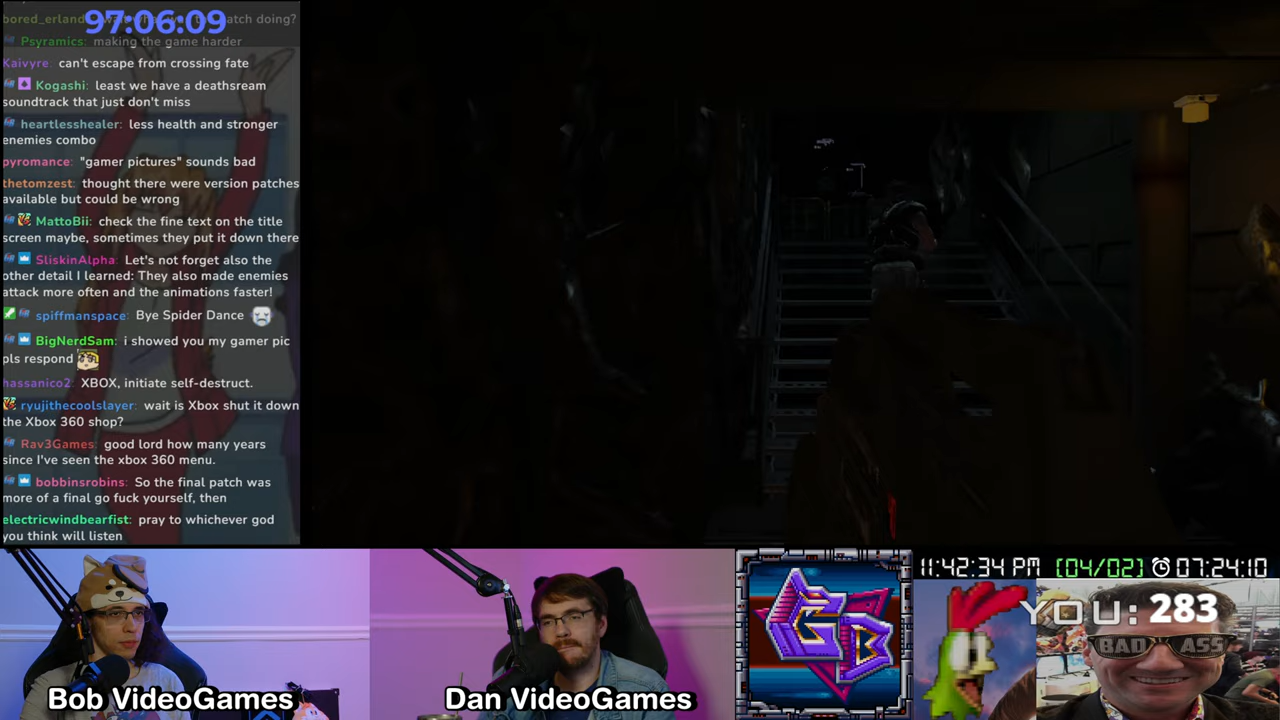 97:06:09
bored_erland
atch doing?
Psyramics: making the game harder
Kaivyre: can't escape from crossing fate
Kogashi: least we have a deathsream
soundtrack that just don't miss
heartlesshealer: less health and stronger
enemies combo
pyromance: "gamer pictures" sounds bad
thetomzest: thought there were version patches
available but could be wrong
MattoBii: check the fine text on the title
screen maybe, sometimes they put it down there
SliskinAlpha: Let's not forget also the
other detail I learned: They also made enemies
attack more often and the animations faster!
spiffmanspace: Bye Spider Dance
BigNerdSam: i showed you my gamer pic
pls respond
hassanico2: XBOX, initiate self-destruct.
ryujithecoolslayer: wait is Xbox shut it down
the Xbox 360 shop?
Rav3Games: good lord how many years
since I've seen the xbox 360 menu.
bobbinsrobins: So the final patch was
more of a final go fuck yourself, then
electricwindbearfist: pray to whichever god
you think will listen
Bob VideoGames
Dan VideoGames
GB
11:42:34 PM [04/02] 07:24:10
YOU: 283
BAD ASS